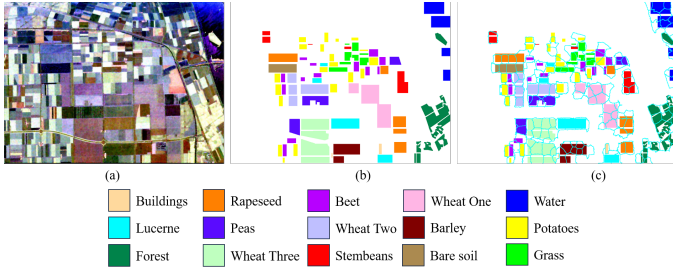 (a) (b) (c)
Buildings Rapeseed Beet Wheat One Water
Lucerne Peas Wheat Two Barley Potatoes
Forest Wheat Three Stembeans Bare soil Grass